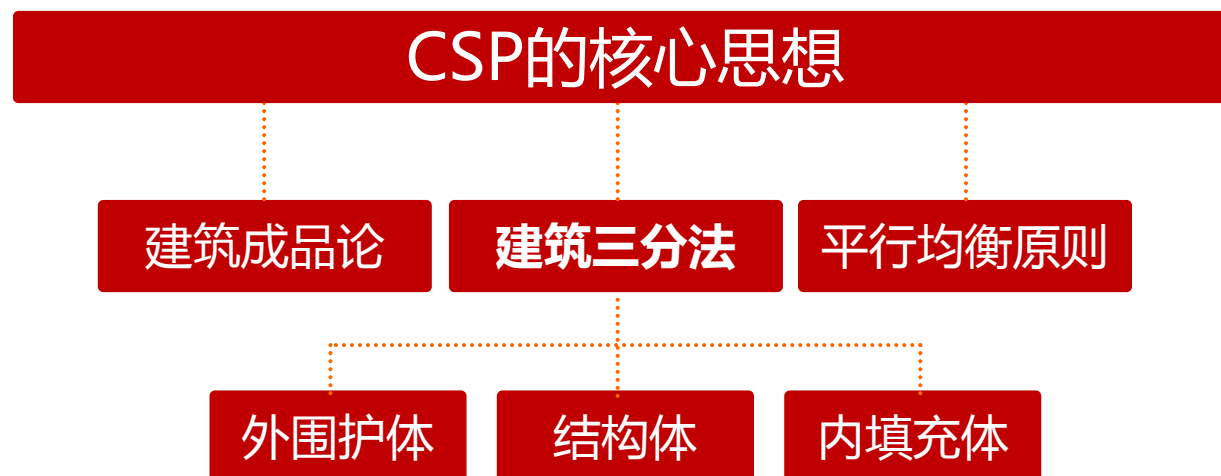 CSP的核心思想
建筑成品论
建筑三分法
平行均衡原则
外围护体
结构体
内填充体